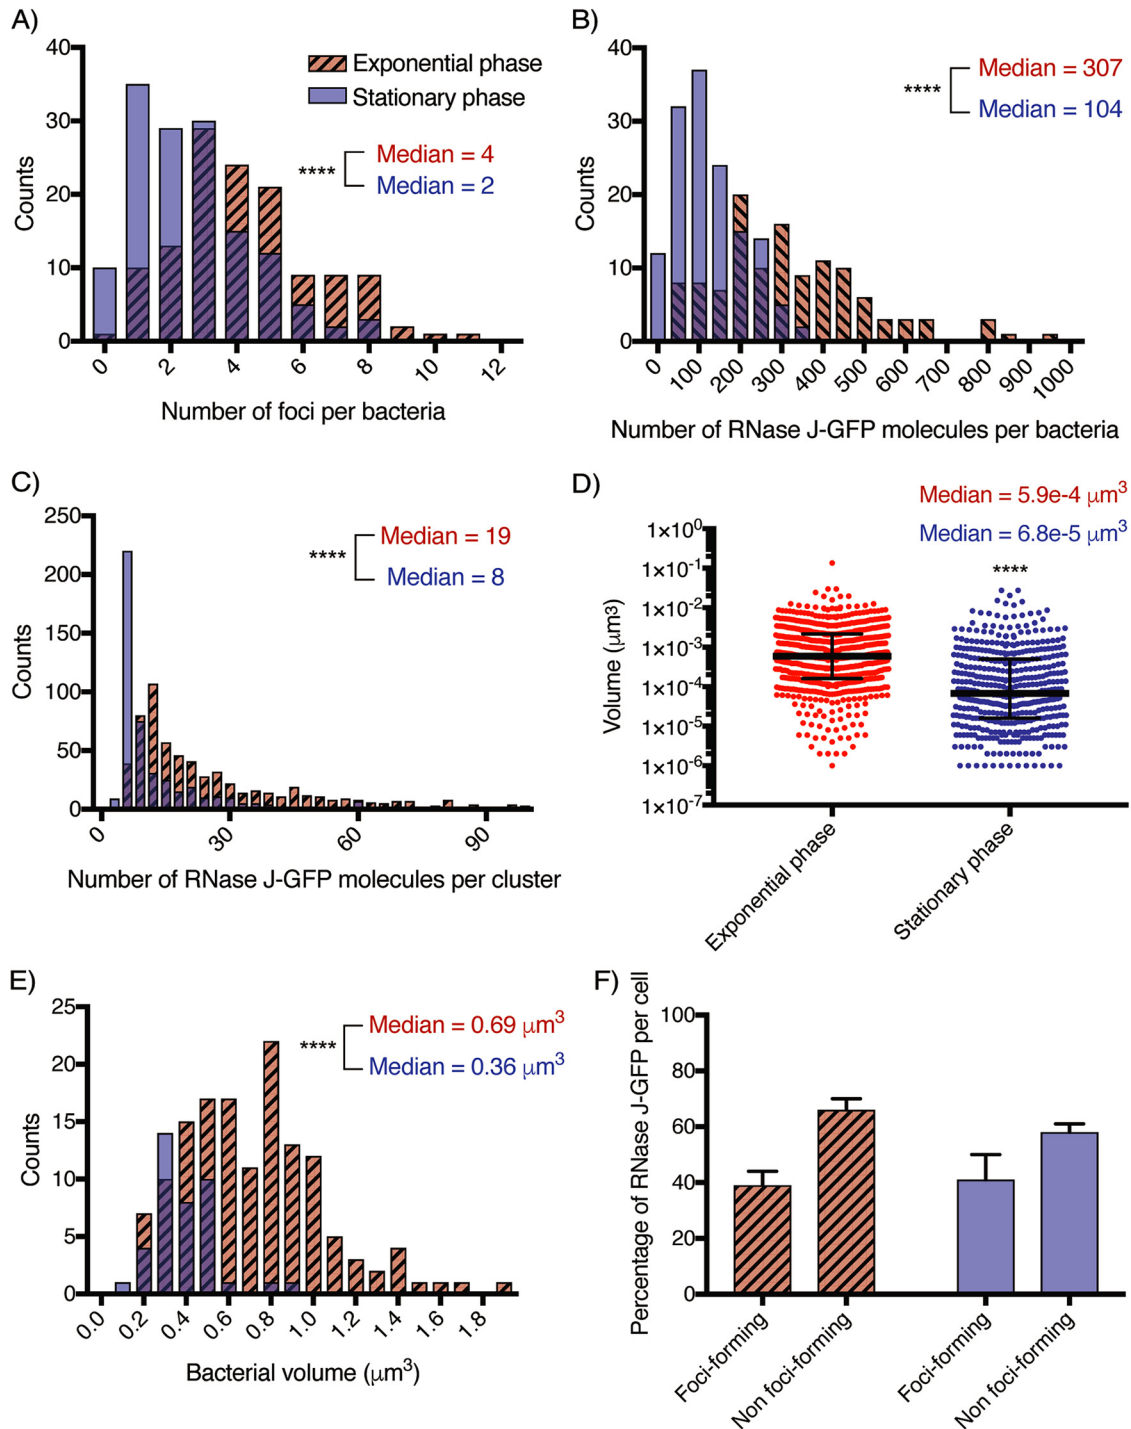 A)
40
30
20
10
0
Counts
Exponential phase
Stationary phase
****
Median = 4
Median = 2
0
2
4
6
8
10
12
Number of foci per bacteria
B)
40
30
20
10
0
Counts
****
Median = 307
Median = 104
0
100
200
300
400
500
600
700
800
900
1000
Number of RNase J-GFP molecules per bacteria
C)
250
200
150
100
50
0
Counts
****
Median = 19
Median = 8
0
30
60
90
Number of RNase J-GFP molecules per cluster
D)
Median = 5.9e-4 μm³
Median = 6.8e-5 μm³
****
1×10⁰
1×10⁻¹
1×10⁻²
1×10⁻³
1×10⁻⁴
1×10⁻⁵
1×10⁻⁶
1×10⁻⁷
Volume (μm³)
Exponential phase
Stationary phase
E)
25
20
15
10
5
0
Counts
****
Median = 0.69 μm³
Median = 0.36 μm³
0.0
0.2
0.4
0.6
0.8
1.0
1.2
1.4
1.6
1.8
Bacterial volume (μm³)
F)
Percentage of RNase J-GFP per cell
100
80
60
40
20
0
Foci-forming
Non foci-forming
Foci-forming
Non foci-forming